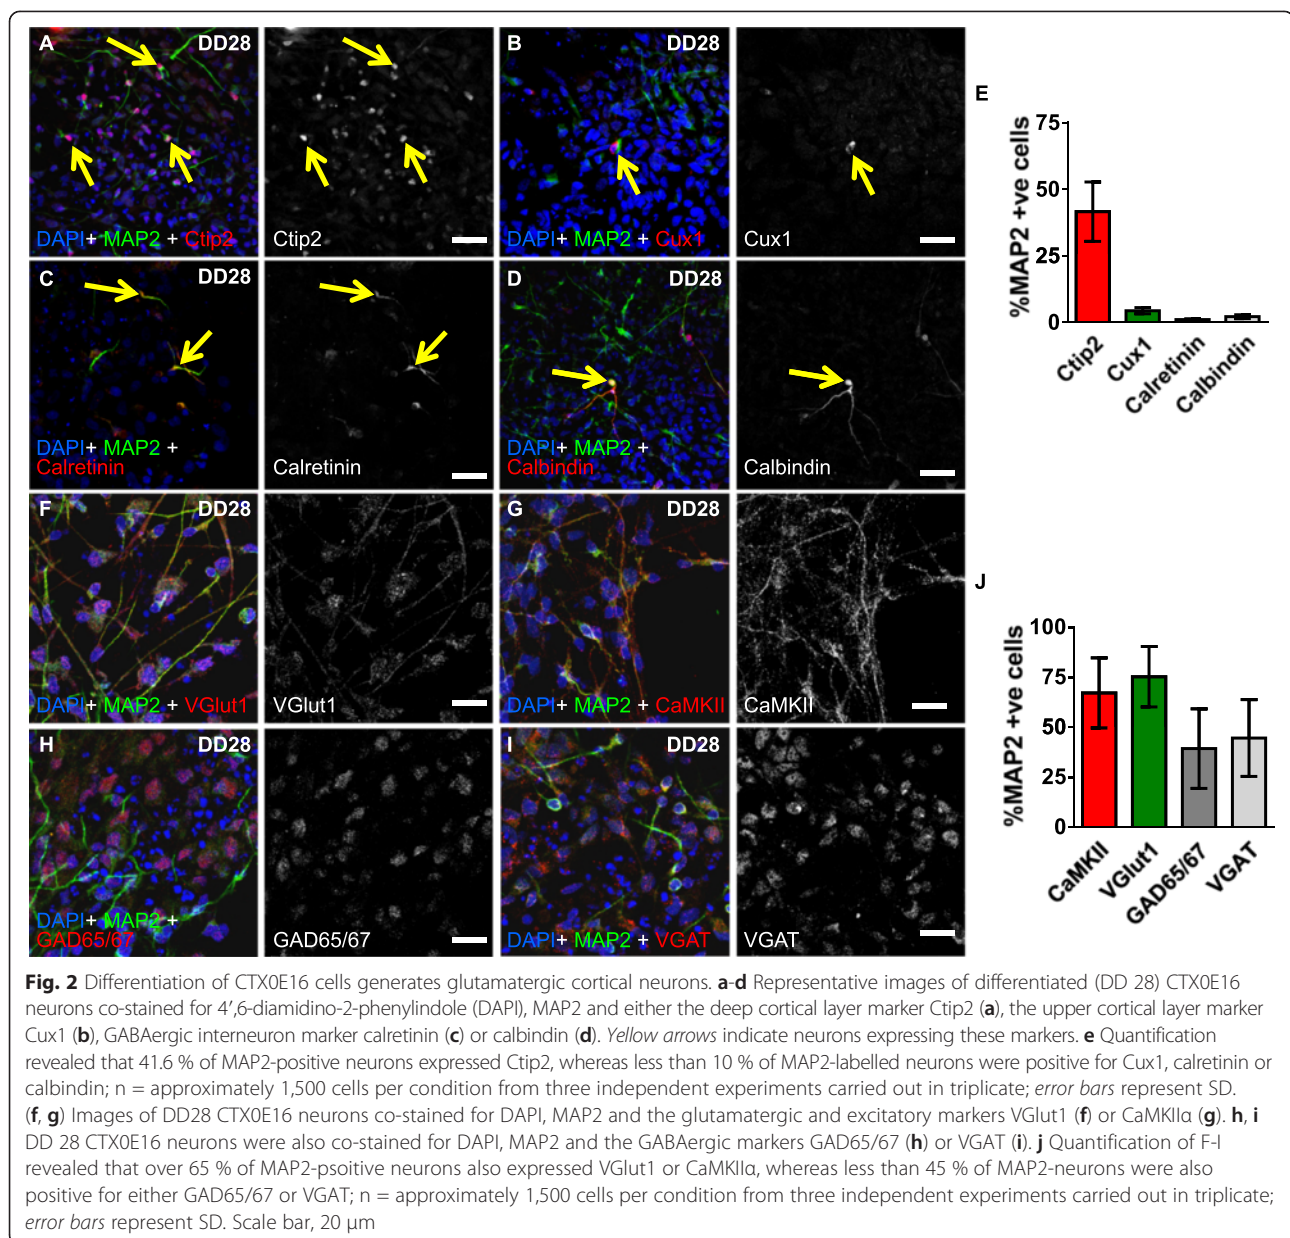 A DD28
DAPI+ MAP2 + Ctip2
Ctip2
B DD28
DAPI+ MAP2 + Cux1
Cux1
C DD28
DAPI+ MAP2 +
Calretinin
Calretinin
D DD28
DAPI+ MAP2 +
Calbindin
Calbindin
E
%MAP2 +ve cells
75
50
25
0
Ctip2
Cux1
Calretinin
Calbindin
F DD28
DAPI+ MAP2 + VGlut1
VGlut1
G DD28
DAPI+ MAP2 + CaMKII
CaMKII
H DD28
DAPI+ MAP2 +
GAD65/67
GAD65/67
I DD28
DAPI+ MAP2 + VGAT
VGAT
J
%MAP2 +ve cells
100
75
50
25
0
CaMKII
VGlut1
GAD65/67
VGAT
Fig. 2 Differentiation of CTX0E16 cells generates glutamatergic cortical neurons. a-d Representative images of differentiated (DD 28) CTX0E16
neurons co-stained for 4′,6-diamidino-2-phenylindole (DAPI), MAP2 and either the deep cortical layer marker Ctip2 (a), the upper cortical layer marker
Cux1 (b), GABAergic interneuron marker calretinin (c) or calbindin (d). Yellow arrows indicate neurons expressing these markers. e Quantification
revealed that 41.6 % of MAP2-positive neurons expressed Ctip2, whereas less than 10 % of MAP2-labelled neurons were positive for Cux1, calretinin or
calbindin; n = approximately 1,500 cells per condition from three independent experiments carried out in triplicate; error bars represent SD.
(f, g) Images of DD28 CTX0E16 neurons co-stained for DAPI, MAP2 and the glutamatergic and excitatory markers VGlut1 (f) or CaMKIIα (g). h, i
DD 28 CTX0E16 neurons were also co-stained for DAPI, MAP2 and the GABAergic markers GAD65/67 (h) or VGAT (i). j Quantification of F-I
revealed that over 65 % of MAP2-psoitive neurons also expressed VGlut1 or CaMKIIα, whereas less than 45 % of MAP2-neurons were also
positive for either GAD65/67 or VGAT; n = approximately 1,500 cells per condition from three independent experiments carried out in triplicate;
error bars represent SD. Scale bar, 20 μm